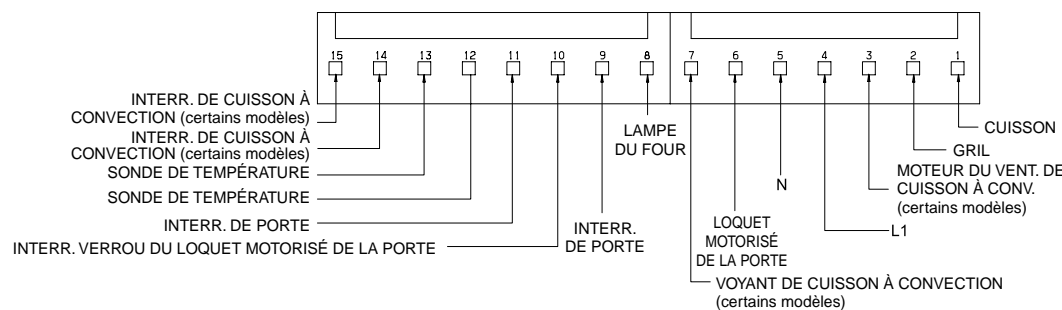 15 14 13 12 11 10 9 8 7 6 5 4 3 2 1
INTERR. DE CUISSON À
CONVECTION (certains modèles)
INTERR. DE CUISSON À
CONVECTION (certains modèles)
SONDE DE TEMPÉRATURE
SONDE DE TEMPÉRATURE
INTERR. DE PORTE
INTERR. VERROU DU LOQUET MOTORISÉ DE LA PORTE
INTERR.
DE PORTE
LAMPE
DU FOUR
VOYANT DE CUISSON À CONVECTION
(certains modèles)
LOQUET
MOTORISÉ
DE LA PORTE
N
L1
MOTEUR DU VENT. DE
CUISSON À CONV.
(certains modèles)
GRIL
CUISSON